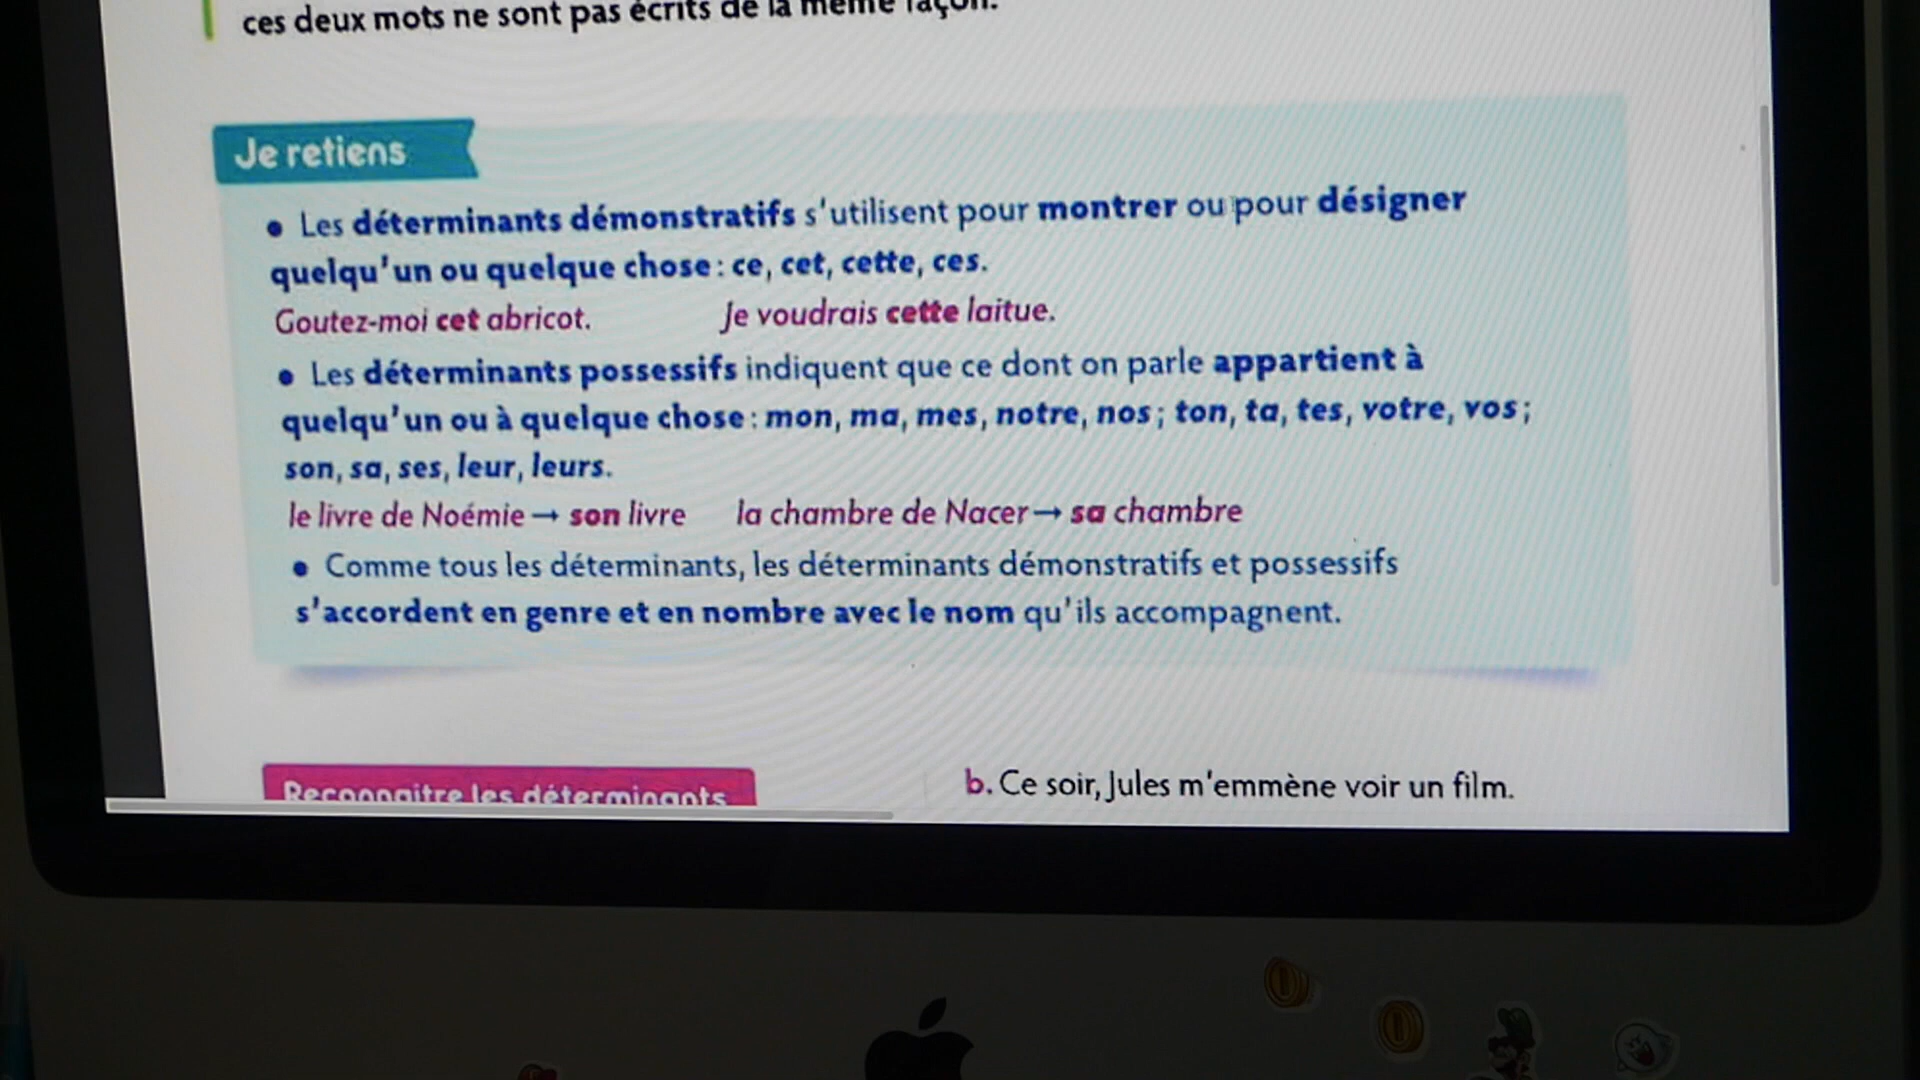 ces deux mots ne sont pas écrits de la même façon.
Je retiens
• Les déterminants démonstratifs s'utilisent pour montrer ou pour désigner
quelqu'un ou quelque chose : ce, cet, cette, ces.
Goutez-moi cet abricot. Je voudrais cette laitue.
• Les déterminants possessifs indiquent que ce dont on parle appartient à
quelqu'un ou à quelque chose : mon, ma, mes, notre, nos ; ton, ta, tes, votre, vos ;
son, sa, ses, leur, leurs.
le livre de Noémie → son livre la chambre de Nacer → sa chambre
• Comme tous les déterminants, les déterminants démonstratifs et possessifs
s'accordent en genre et en nombre avec le nom qu'ils accompagnent.
Reconnaitre les déterminants
b. Ce soir, Jules m'emmène voir un film.